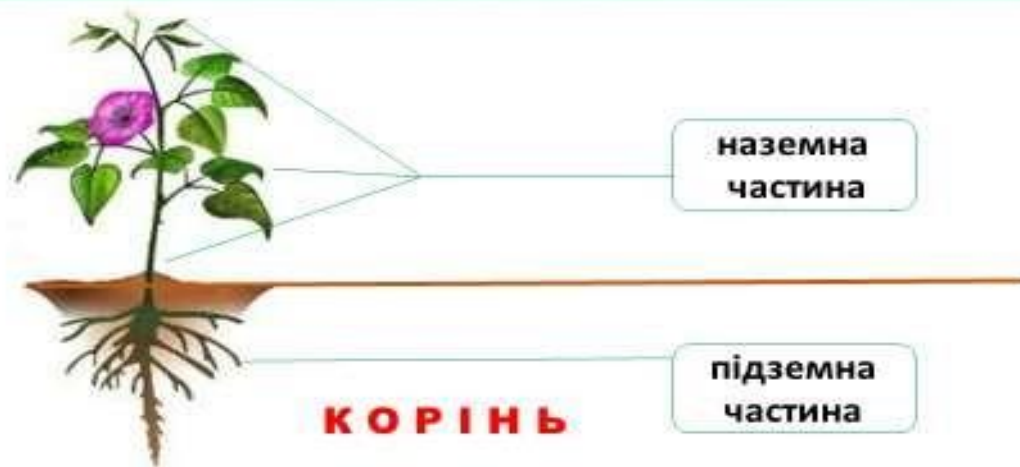 наземна
частина
підземна
частина
КОРІНЬ